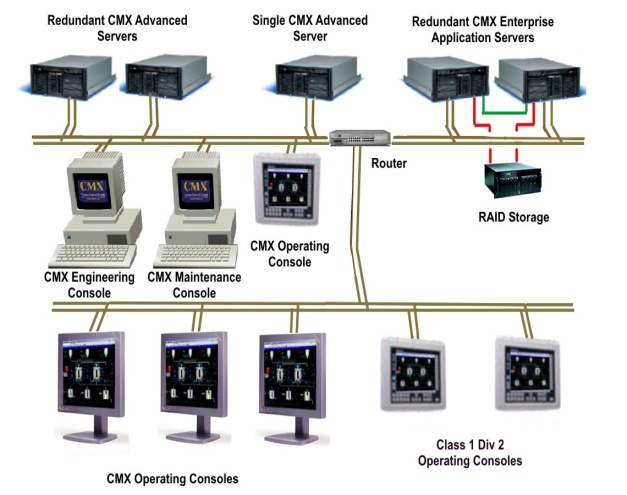 Redundant CMX Advanced
Servers
Single CMX Advanced
Server
Redundant CMX Enterprise
Application Servers
Router
RAID Storage
CMX
CMX
CMX Operating
Console
CMX Engineering
Console
CMX Maintenance
Console
Class 1 Div 2
Operating Consoles
CMX Operating Consoles